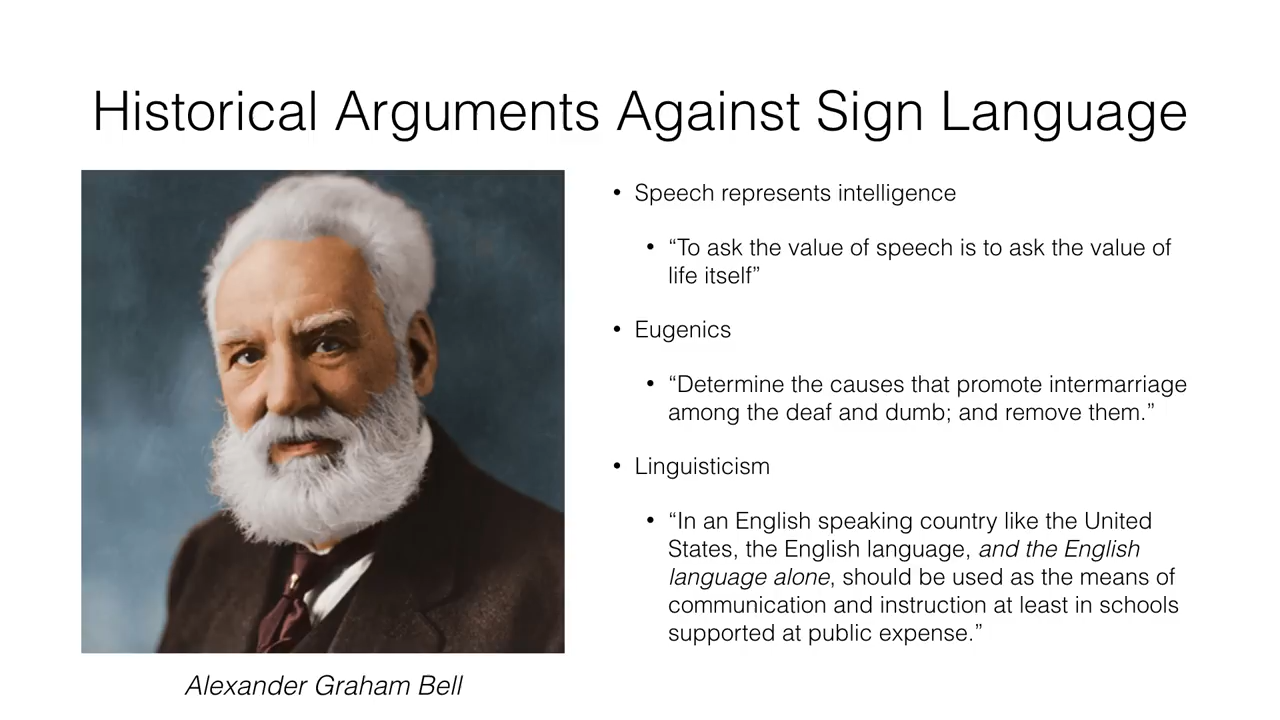 Historical Arguments Against Sign Language
• Speech represents intelligence
• “To ask the value of speech is to ask the value of
life itself”
• Eugenics
• “Determine the causes that promote intermarriage
among the deaf and dumb; and remove them.”
• Linguisticism
• “In an English speaking country like the United
States, the English language, and the English
language alone, should be used as the means of
communication and instruction at least in schools
supported at public expense.”
Alexander Graham Bell